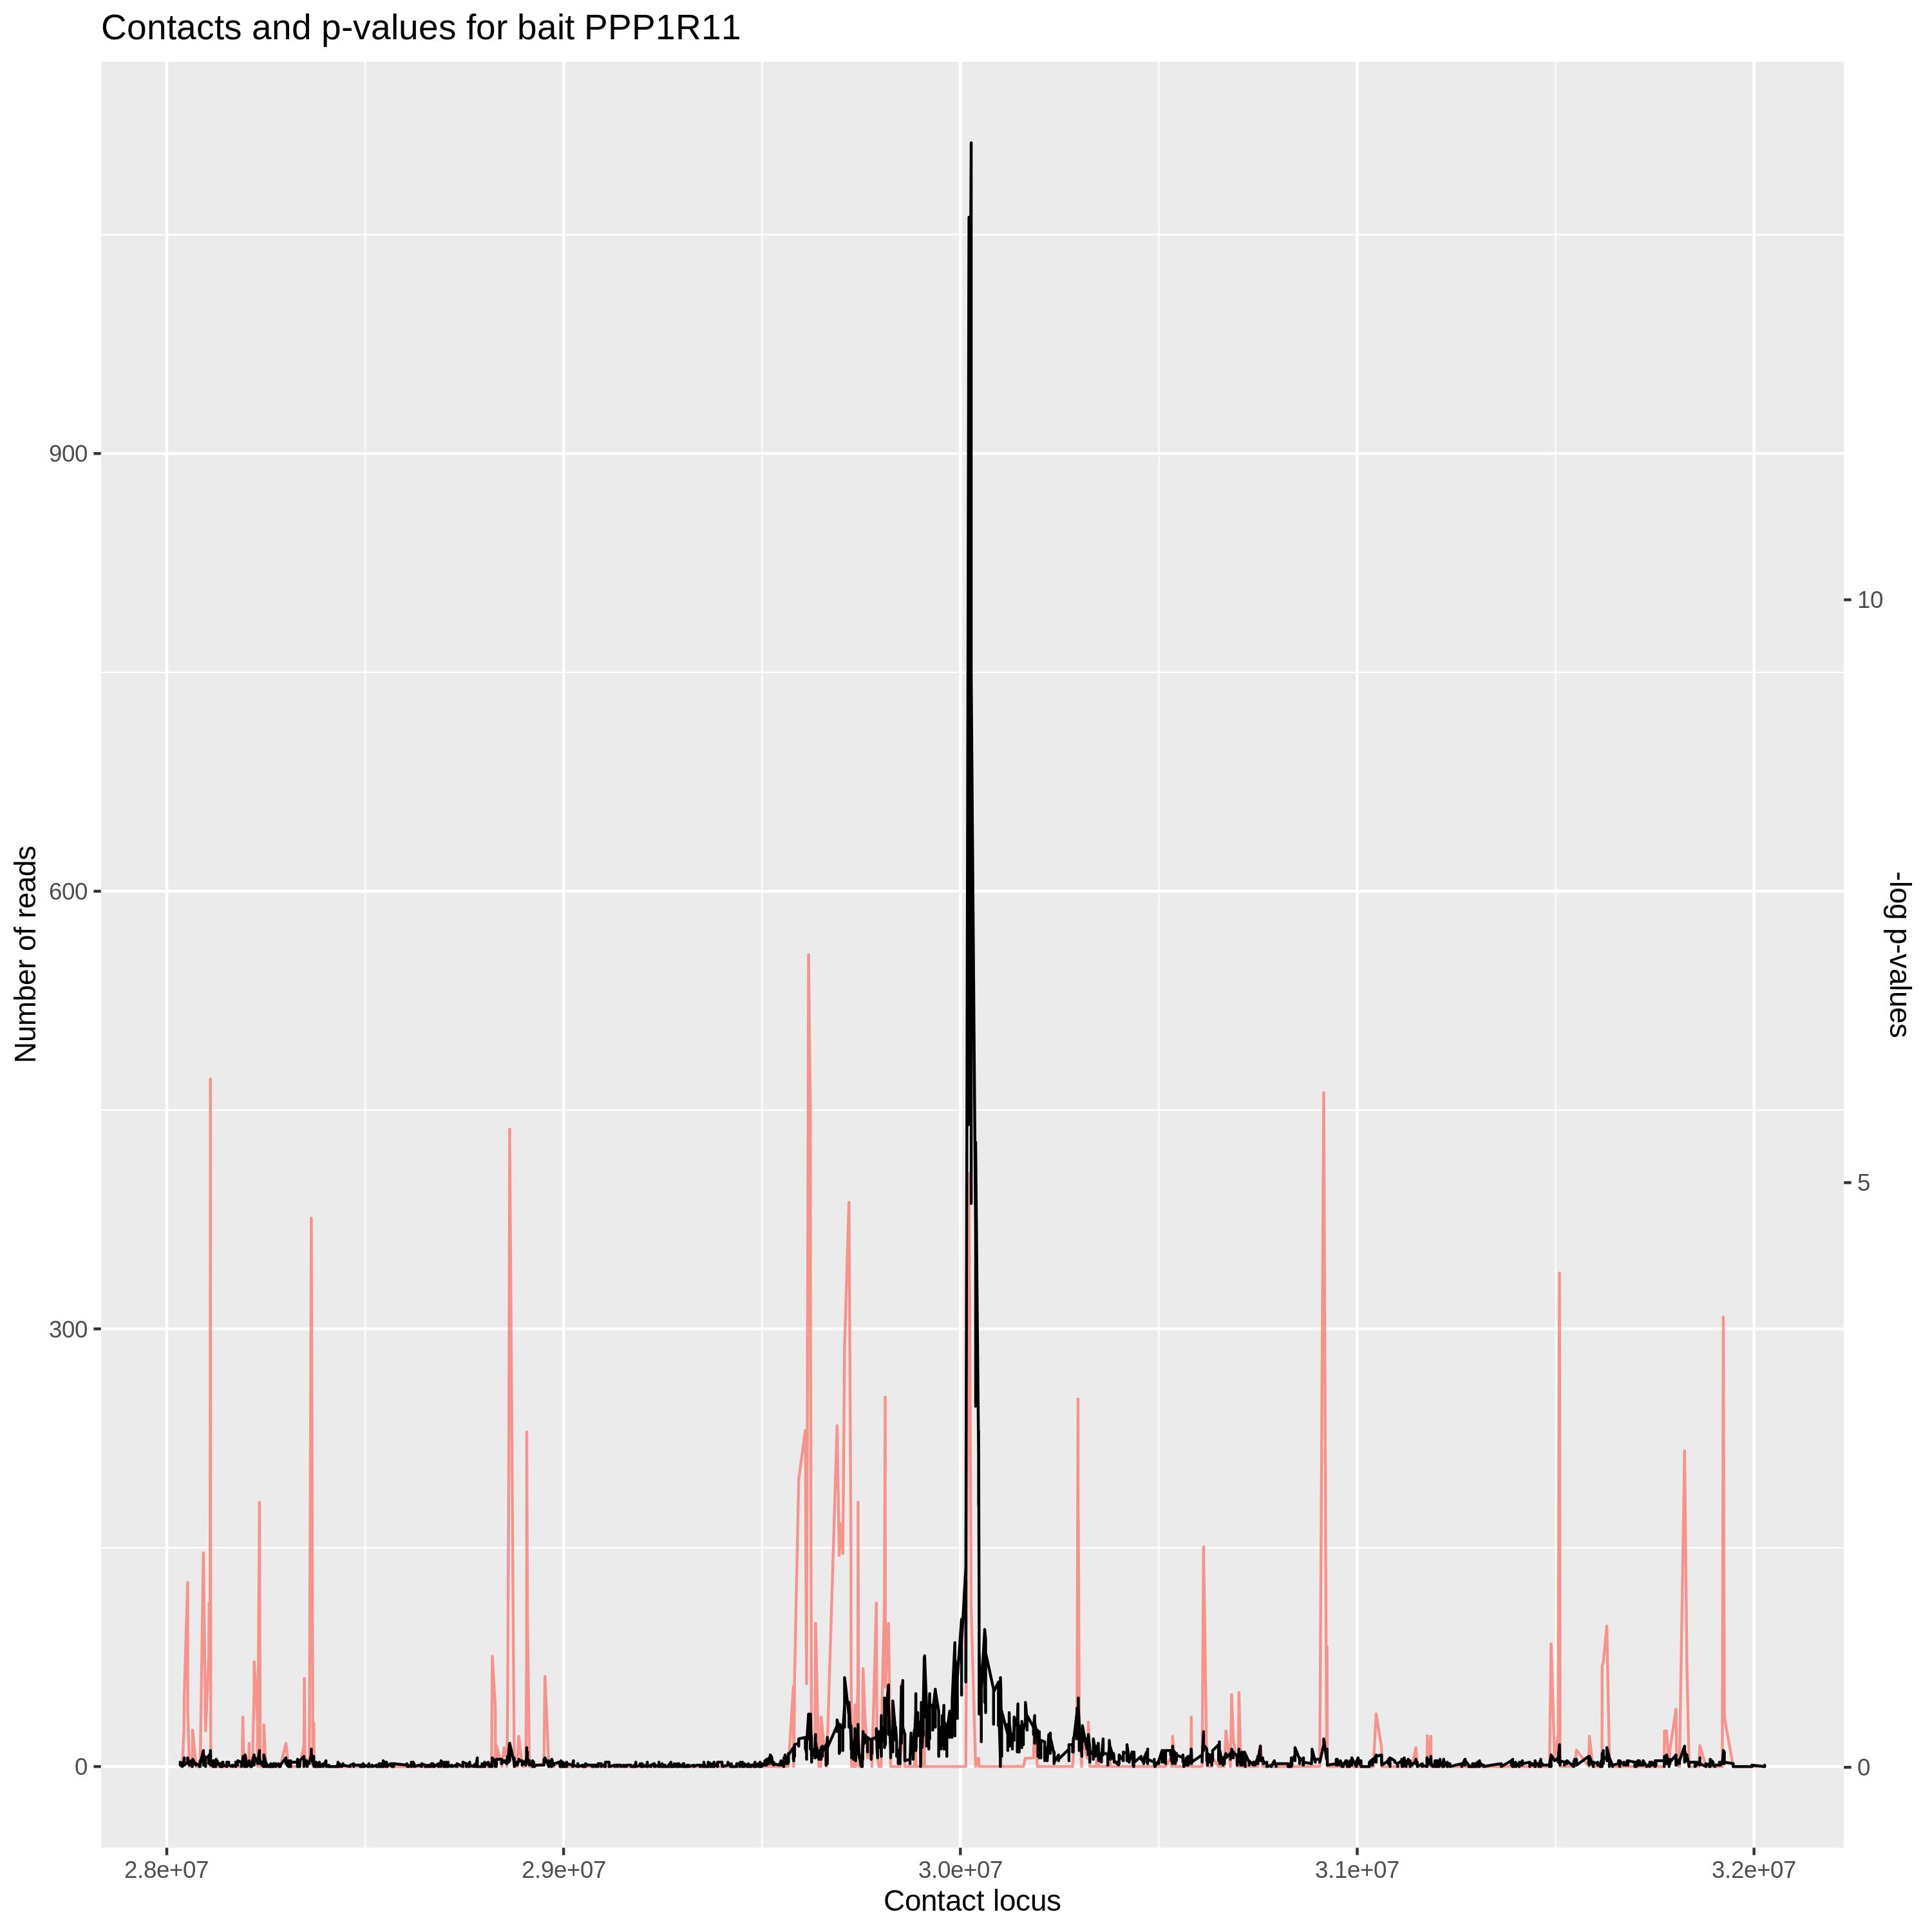 Contacts and p-values for bait PPP1R11
Number of reads
900
600
300
0
10
5
0
-log p-values
2.8e+07 2.9e+07 3.0e+07 3.1e+07 3.2e+07
Contact locus